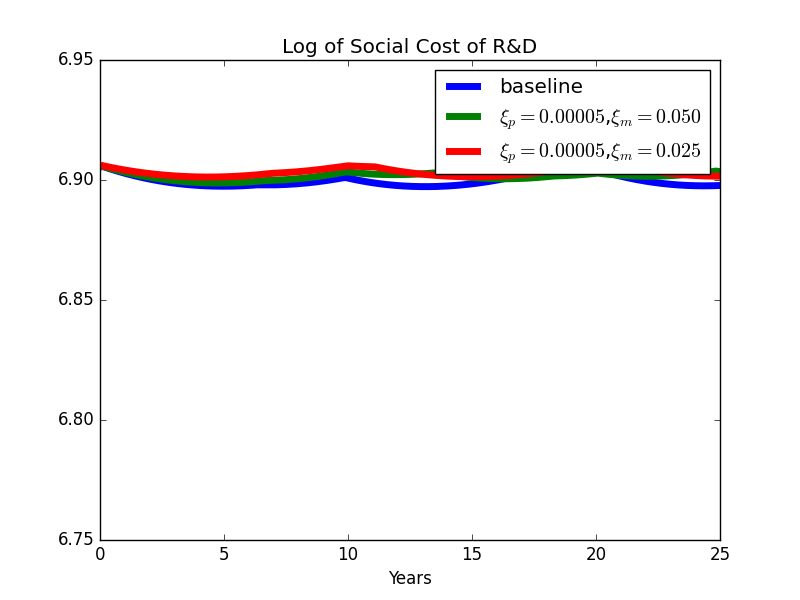 Log of Social Cost of R&D
6.95
baseline
ξₚ = 0.00005,ξₘ = 0.050
ξₚ = 0.00005,ξₘ = 0.025
6.90
6.85
6.80
6.75
0 5 10 15 20 25
Years